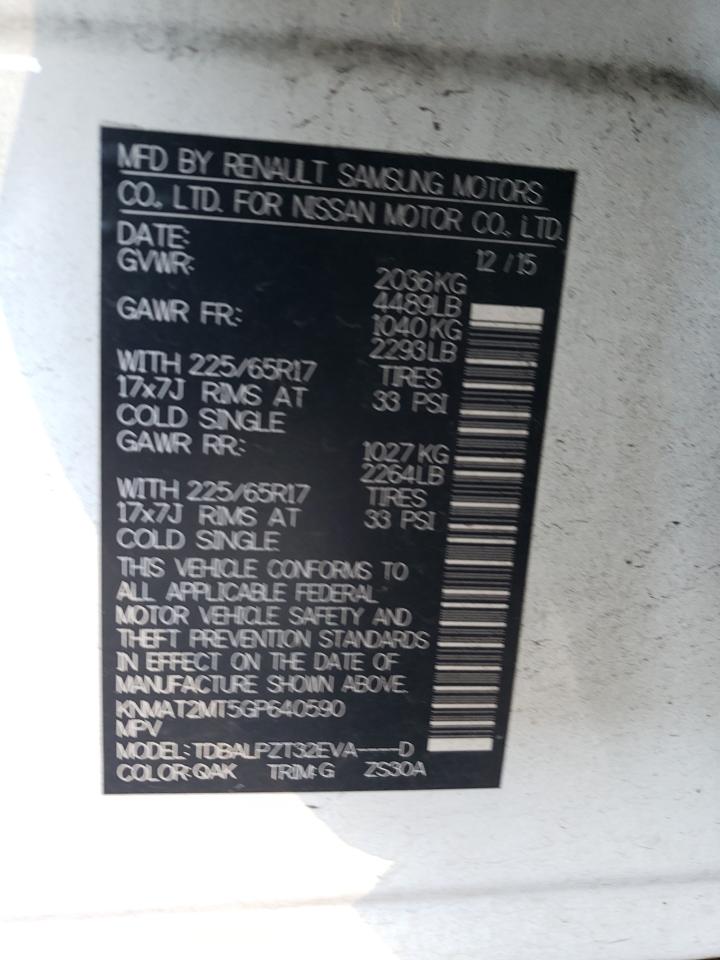 MFD BY RENAULT SAMSUNG MOTORS
CO., LTD. FOR NISSAN MOTOR CO., LTD.
DATE: 12 / 15
GVWR: 2036KG
4489LB
GAWR FR: 1040KG
2293LB
WITH 225/65R17 TIRES
17x7J RIMS AT 33 PSI
COLD SINGLE
GAWR RR: 1027KG
2264LB
WITH 225/65R17 TIRES
17x7J RIMS AT 33 PSI
COLD SINGLE
THIS VEHICLE CONFORMS TO
ALL APPLICABLE FEDERAL
MOTOR VEHICLE SAFETY AND
THEFT PREVENTION STANDARDS
IN EFFECT ON THE DATE OF
MANUFACTURE SHOWN ABOVE.
KNMAT2MT5GP640590
MPV
MODEL: TDBALPZT32EVA----D
COLOR: QAK TRIM: G ZS30A